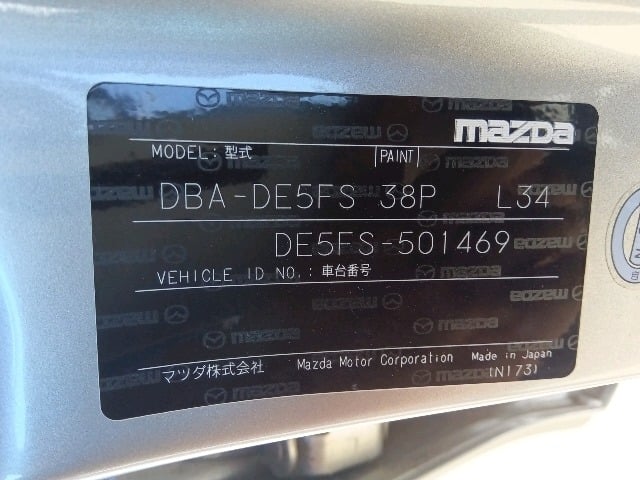 mazda
MODEL:型式 PAINT
DBA-DE5FS 38P L34
DE5FS-501469
VEHICLE ID NO.:車台番号
マツダ株式会社 Mazda Motor Corporation Made in Japan
(N173)